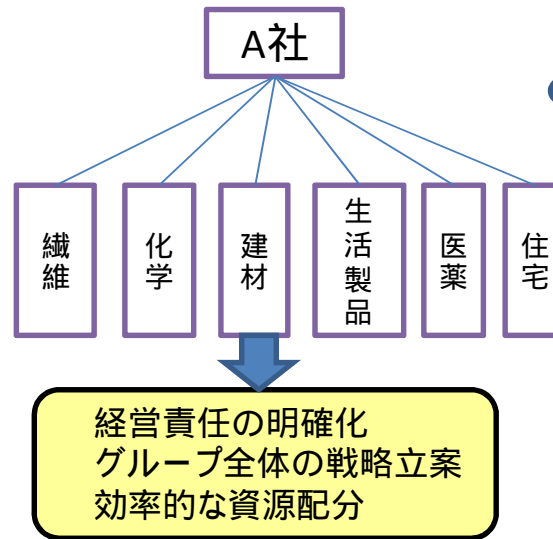 A社
繊維
化学
建材
生活製品
医薬
住宅
経営責任の明確化
グループ全体の戦略立案
効率的な資源配分